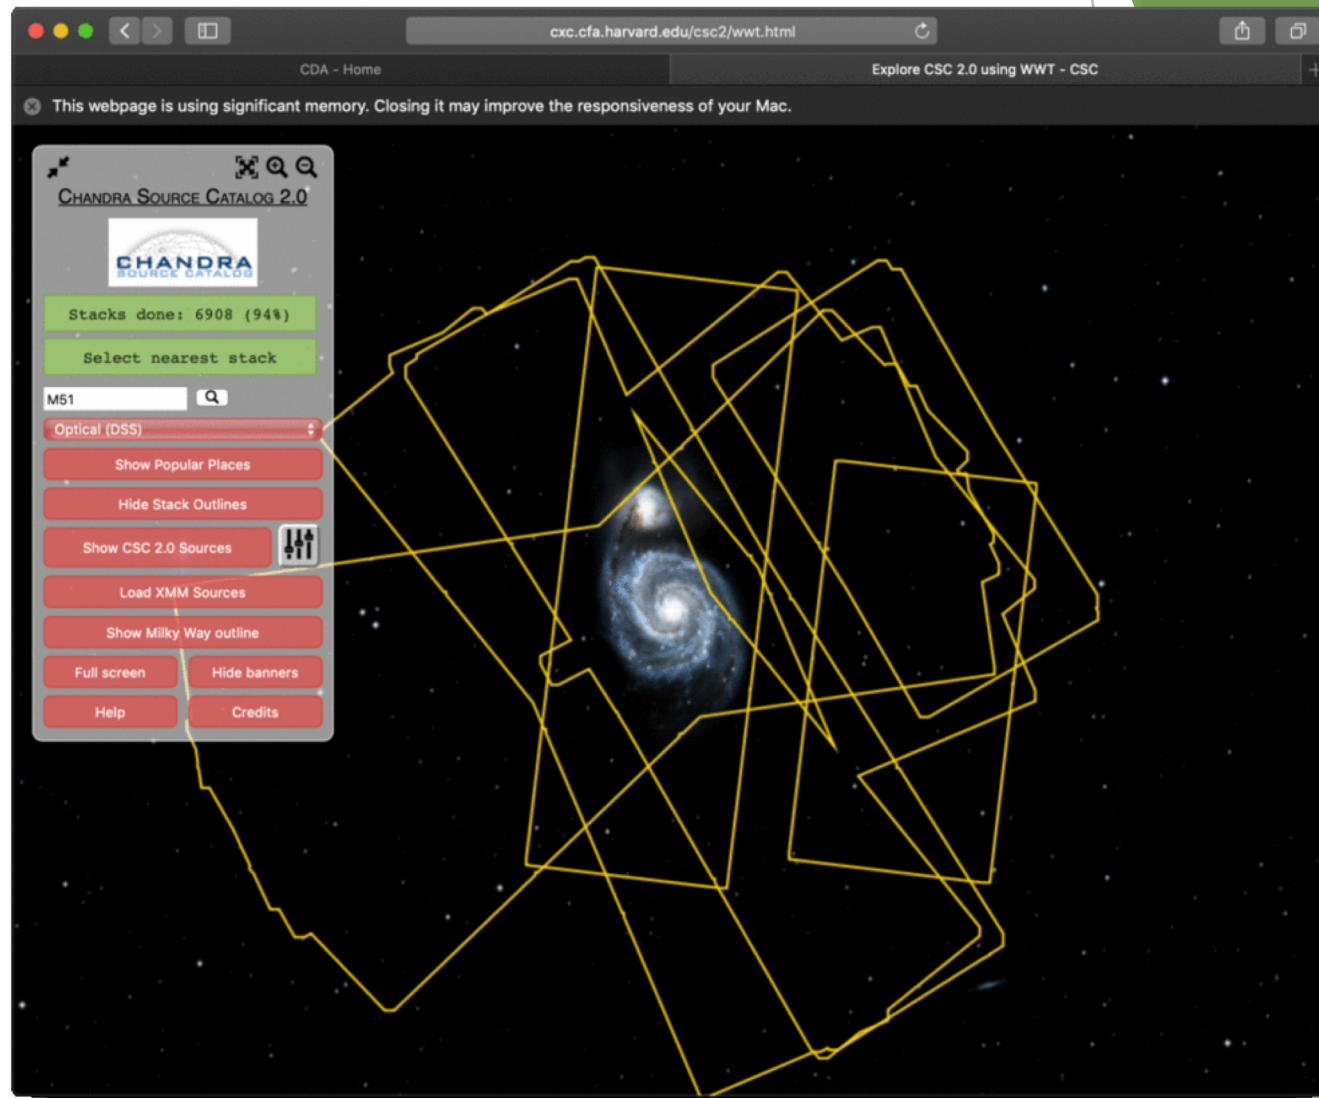 cxc.cfa.harvard.edu/csc2/wwt.html
CDA - Home
Explore CSC 2.0 using WWT - CSC
This webpage is using significant memory. Closing it may improve the responsiveness of your Mac.
CHANDRA SOURCE CATALOG 2.0
CHANDRA
SOURCE CATALOG
Stacks done: 6908 (94%)
Select nearest stack
M51
Optical (DSS)
Show Popular Places
Hide Stack Outlines
Show CSC 2.0 Sources
Load XMM Sources
Show Milky Way outline
Full screen
Hide banners
Help
Credits